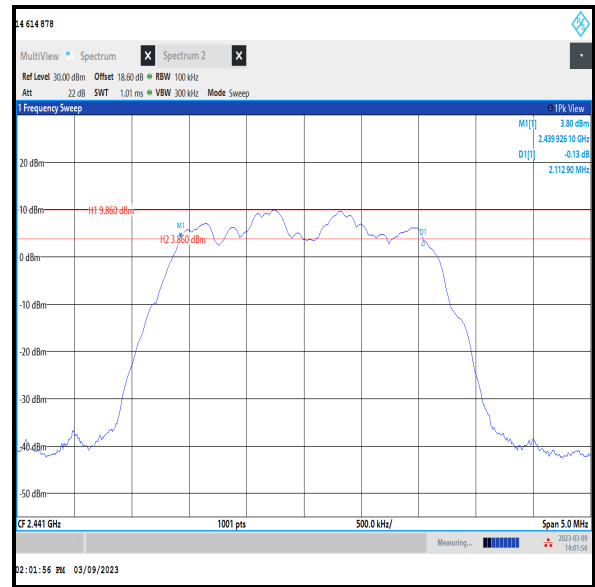 14 614 878
R&S
MultiView Spectrum X Spectrum 2 X
Ref Level 30.00 dBm Offset 18.60 dB RBW 100 kHz
Att 22 dB SWT 1.01 ms VBW 300 kHz Mode Sweep
1 Frequency Sweep 1Pk View
M1[1] 3.80 dBm
2.439 926 10 GHz
D1[1] -0.13 dB
2.112 90 MHz
20 dBm
10 dBm
H1 9.860 dBm
M1
D1
H2 3.860 dBm
0 dBm
-10 dBm
-20 dBm
-30 dBm
-40 dBm
-50 dBm
CF 2.441 GHz 1001 pts 500.0 kHz/ Span 5.0 MHz
Measuring... 2023-03-09
14:01:56
02:01:56 PM 03/09/2023